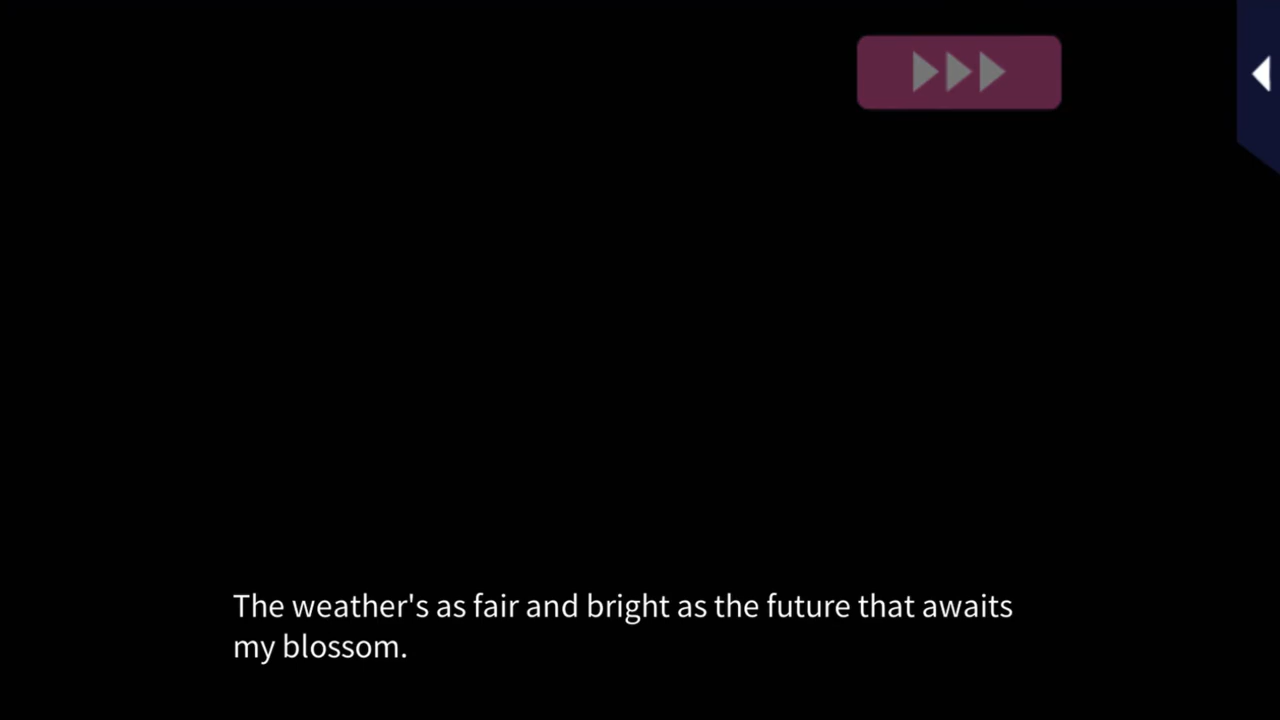 The weather's as fair and bright as the future that awaits
my blossom.